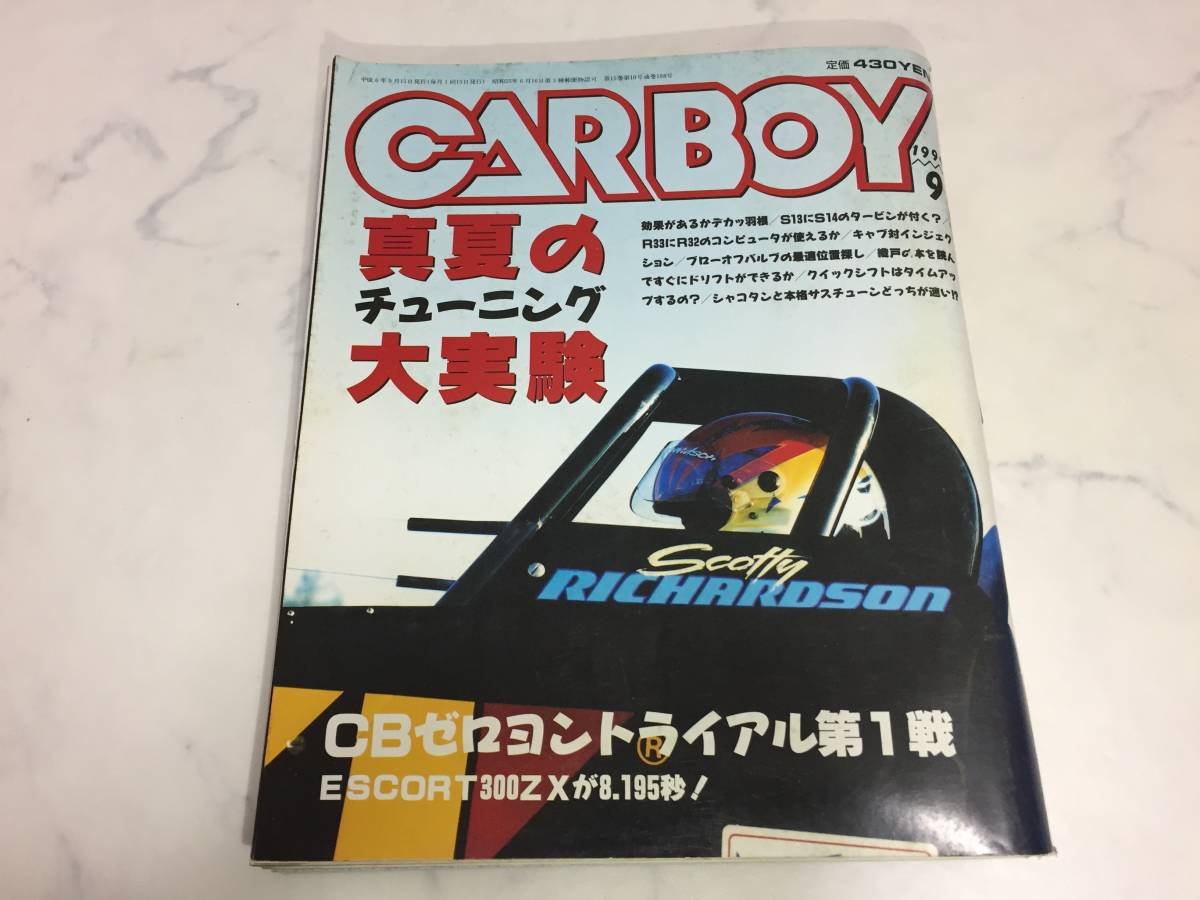 定価 430YEN
CARBOY
199
9
真夏の
チューニング
大実験
効果があるかデカッ羽根/S13にS14のタービンが付く?/
R33にR32のコンピュータが使えるか/キャブ対インジェク
ション/ブローオフバルブの最適位置探し/織戸の本を読ん
ですぐにドリフトができるか/クイックシフトはタイムアッ
プするの?/シャコタンと本格サスチューンどっちが速い!?
Scotty
RICHARDSON
CBゼロヨントライアル第1戦
R
ESCORT300ZXが8.195秒!